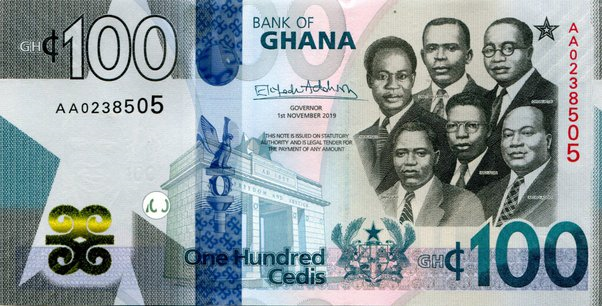 GH₵100
AA0238505
BANK OF
GHANA
GOVERNOR
1st NOVEMBER 2019
THIS NOTE IS ISSUED ON STATUTORY
AUTHORITY AND IS LEGAL TENDER FOR
THE PAYMENT OF ANY AMOUNT
FREEDOM AND JUSTICE
One Hundred
Cedis
GH₵100
AA0238505